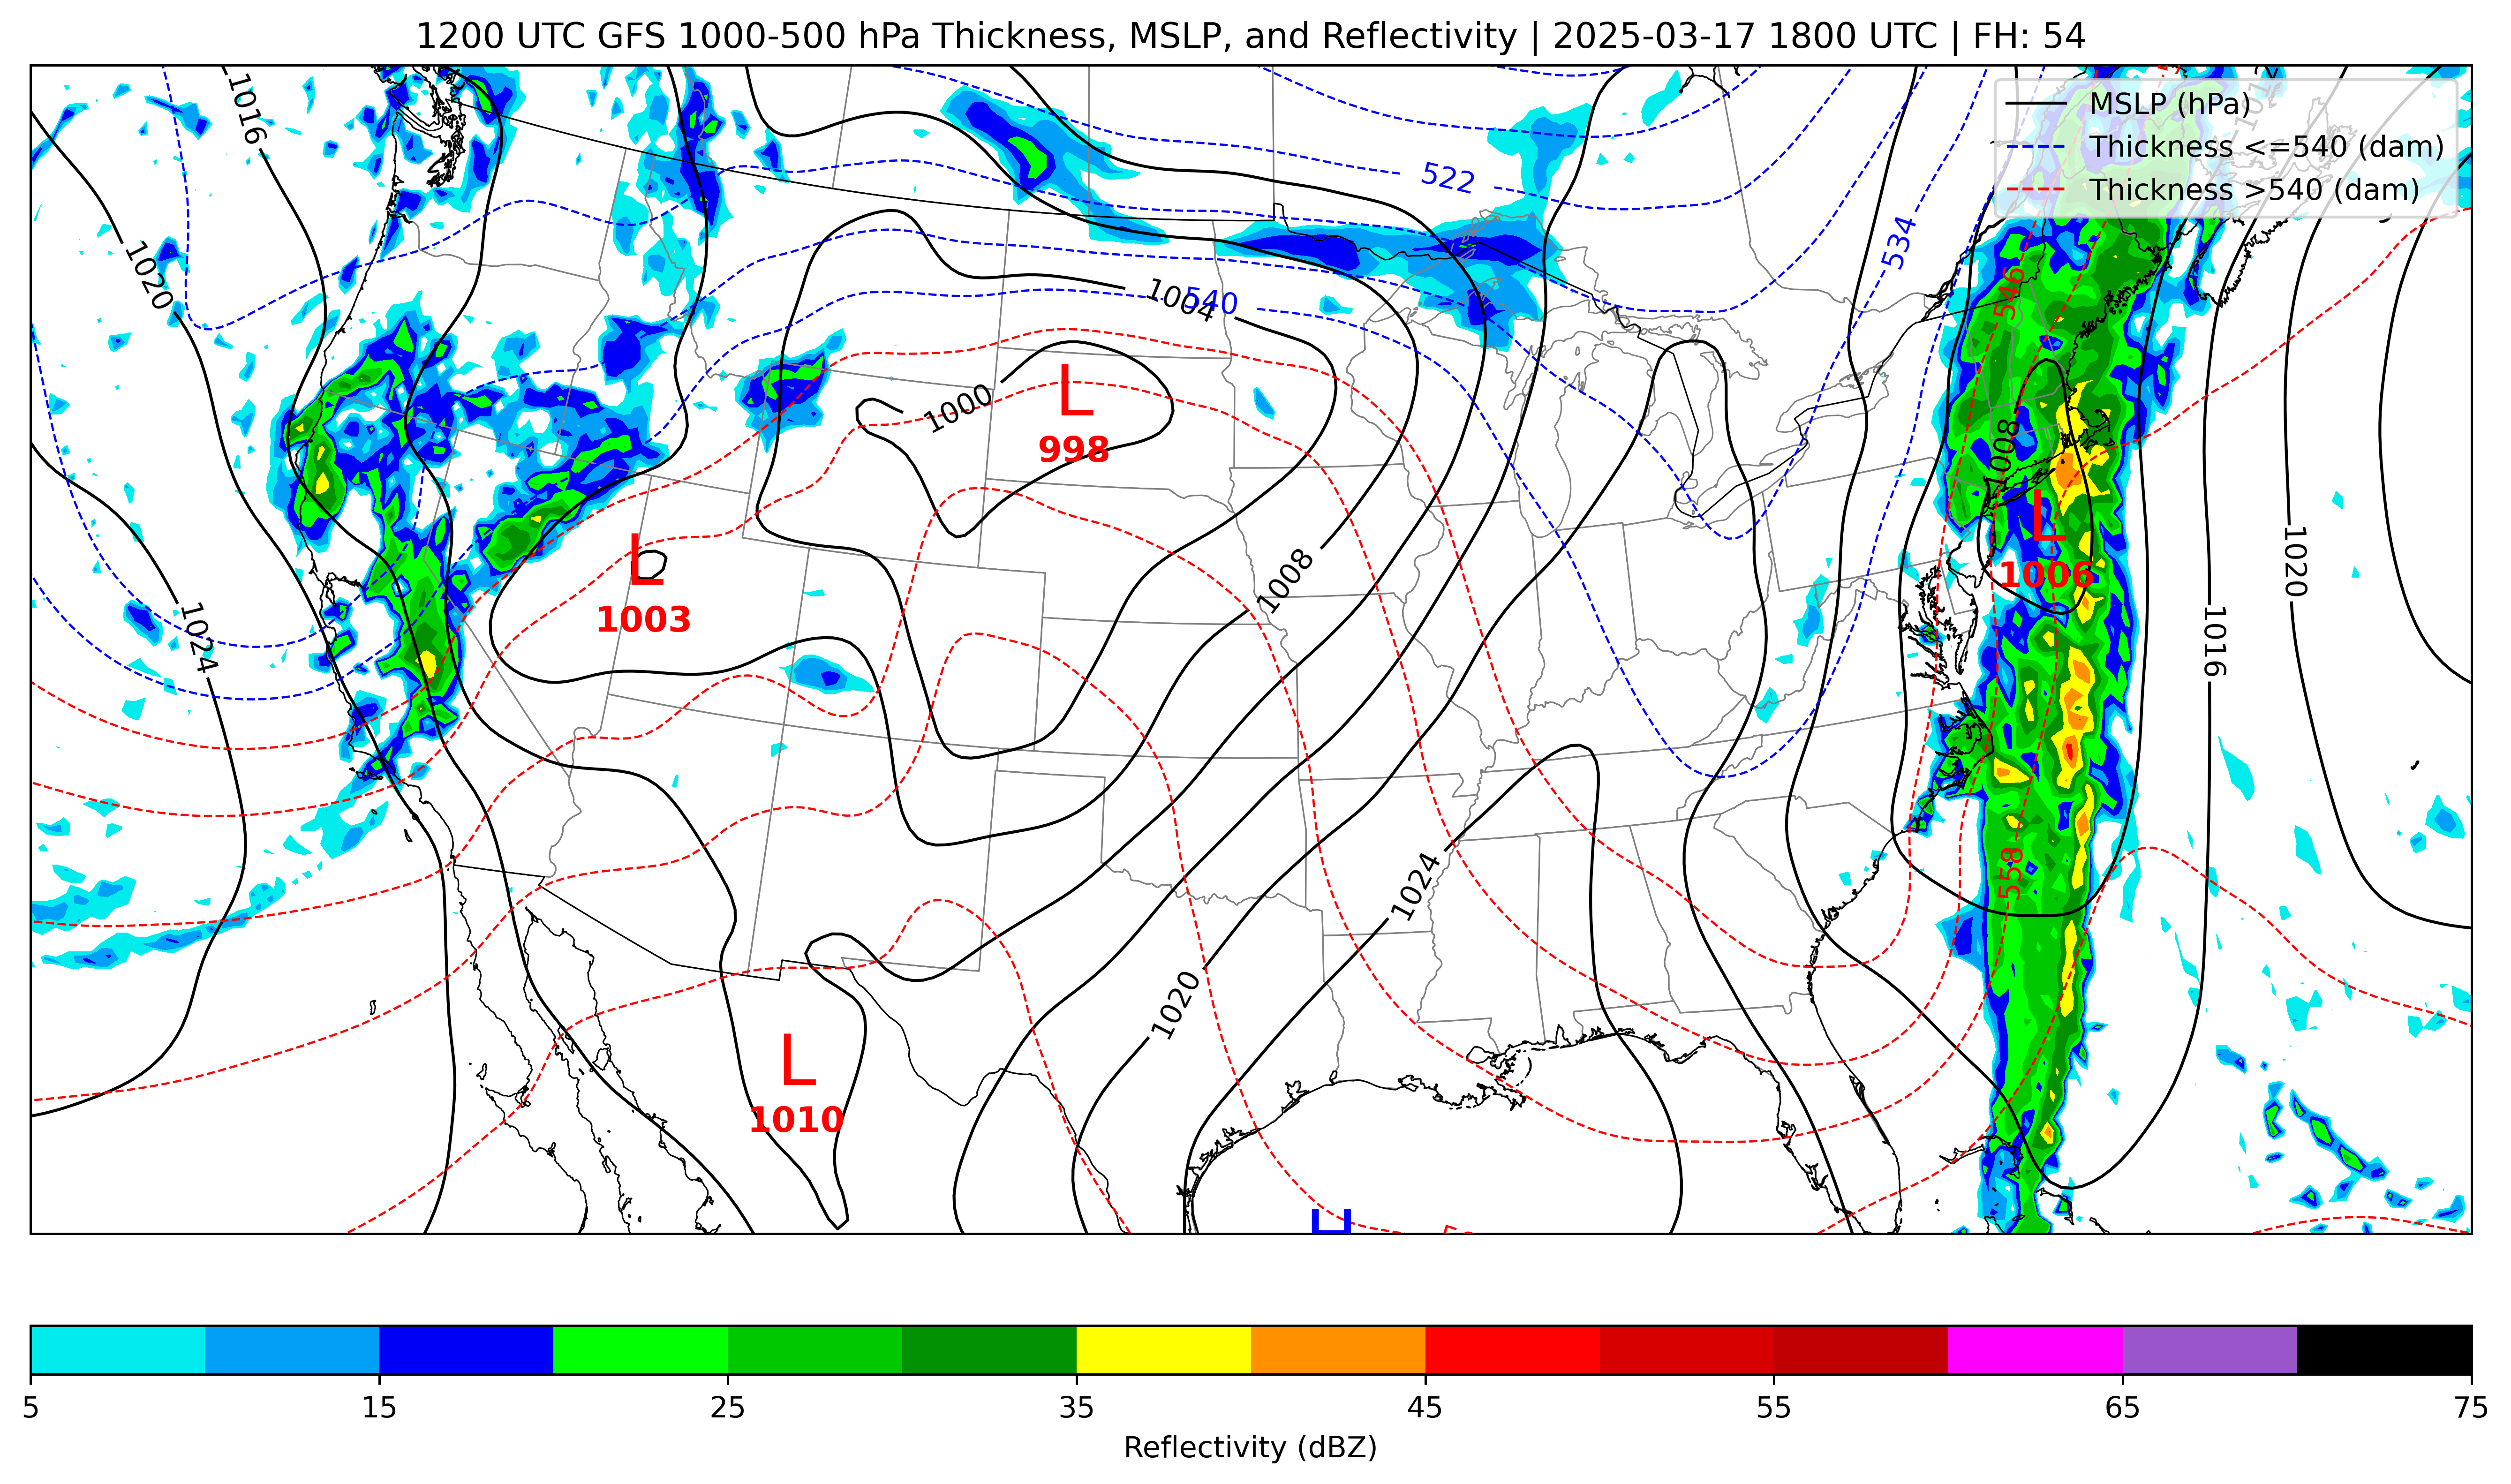 1200 UTC GFS 1000-500 hPa Thickness, MSLP, and Reflectivity | 2025-03-17 1800 UTC | FH: 54
MSLP (hPa)
Thickness <=540 (dam)
Thickness >540 (dam)
1016
522
534
1020
1004
540
546
1000
L
998
1008
L
1006
L
1003
1008
1020
1024
1016
1024
558
1020
L
1010
H
5
15
25
35
45
55
65
75
Reflectivity (dBZ)